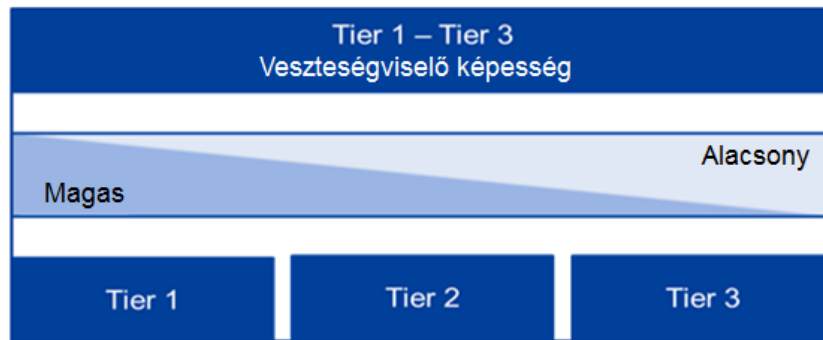 Tier 1 – Tier 3
Veszteségviselő képesség
Alacsony
Magas
Tier 1
Tier 2
Tier 3